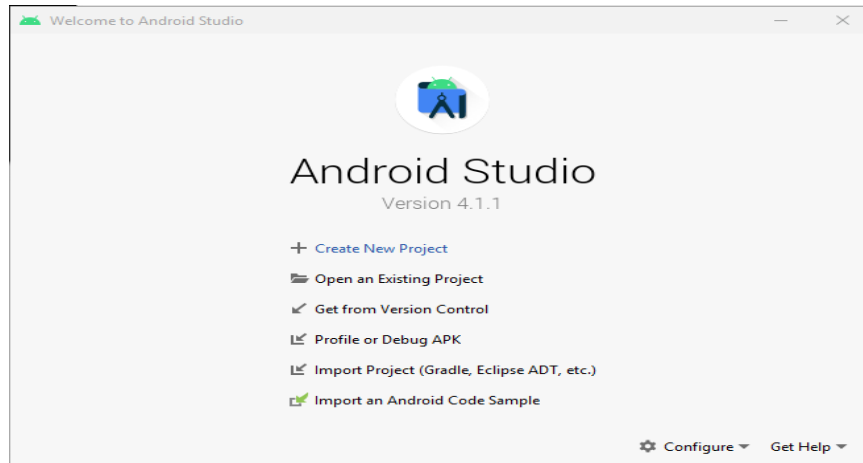 Welcome to Android Studio
Android Studio
Version 4.1.1
Create New Project
Open an Existing Project
Get from Version Control
Profile or Debug APK
Import Project (Gradle, Eclipse ADT, etc.)
Import an Android Code Sample
Configure Get Help